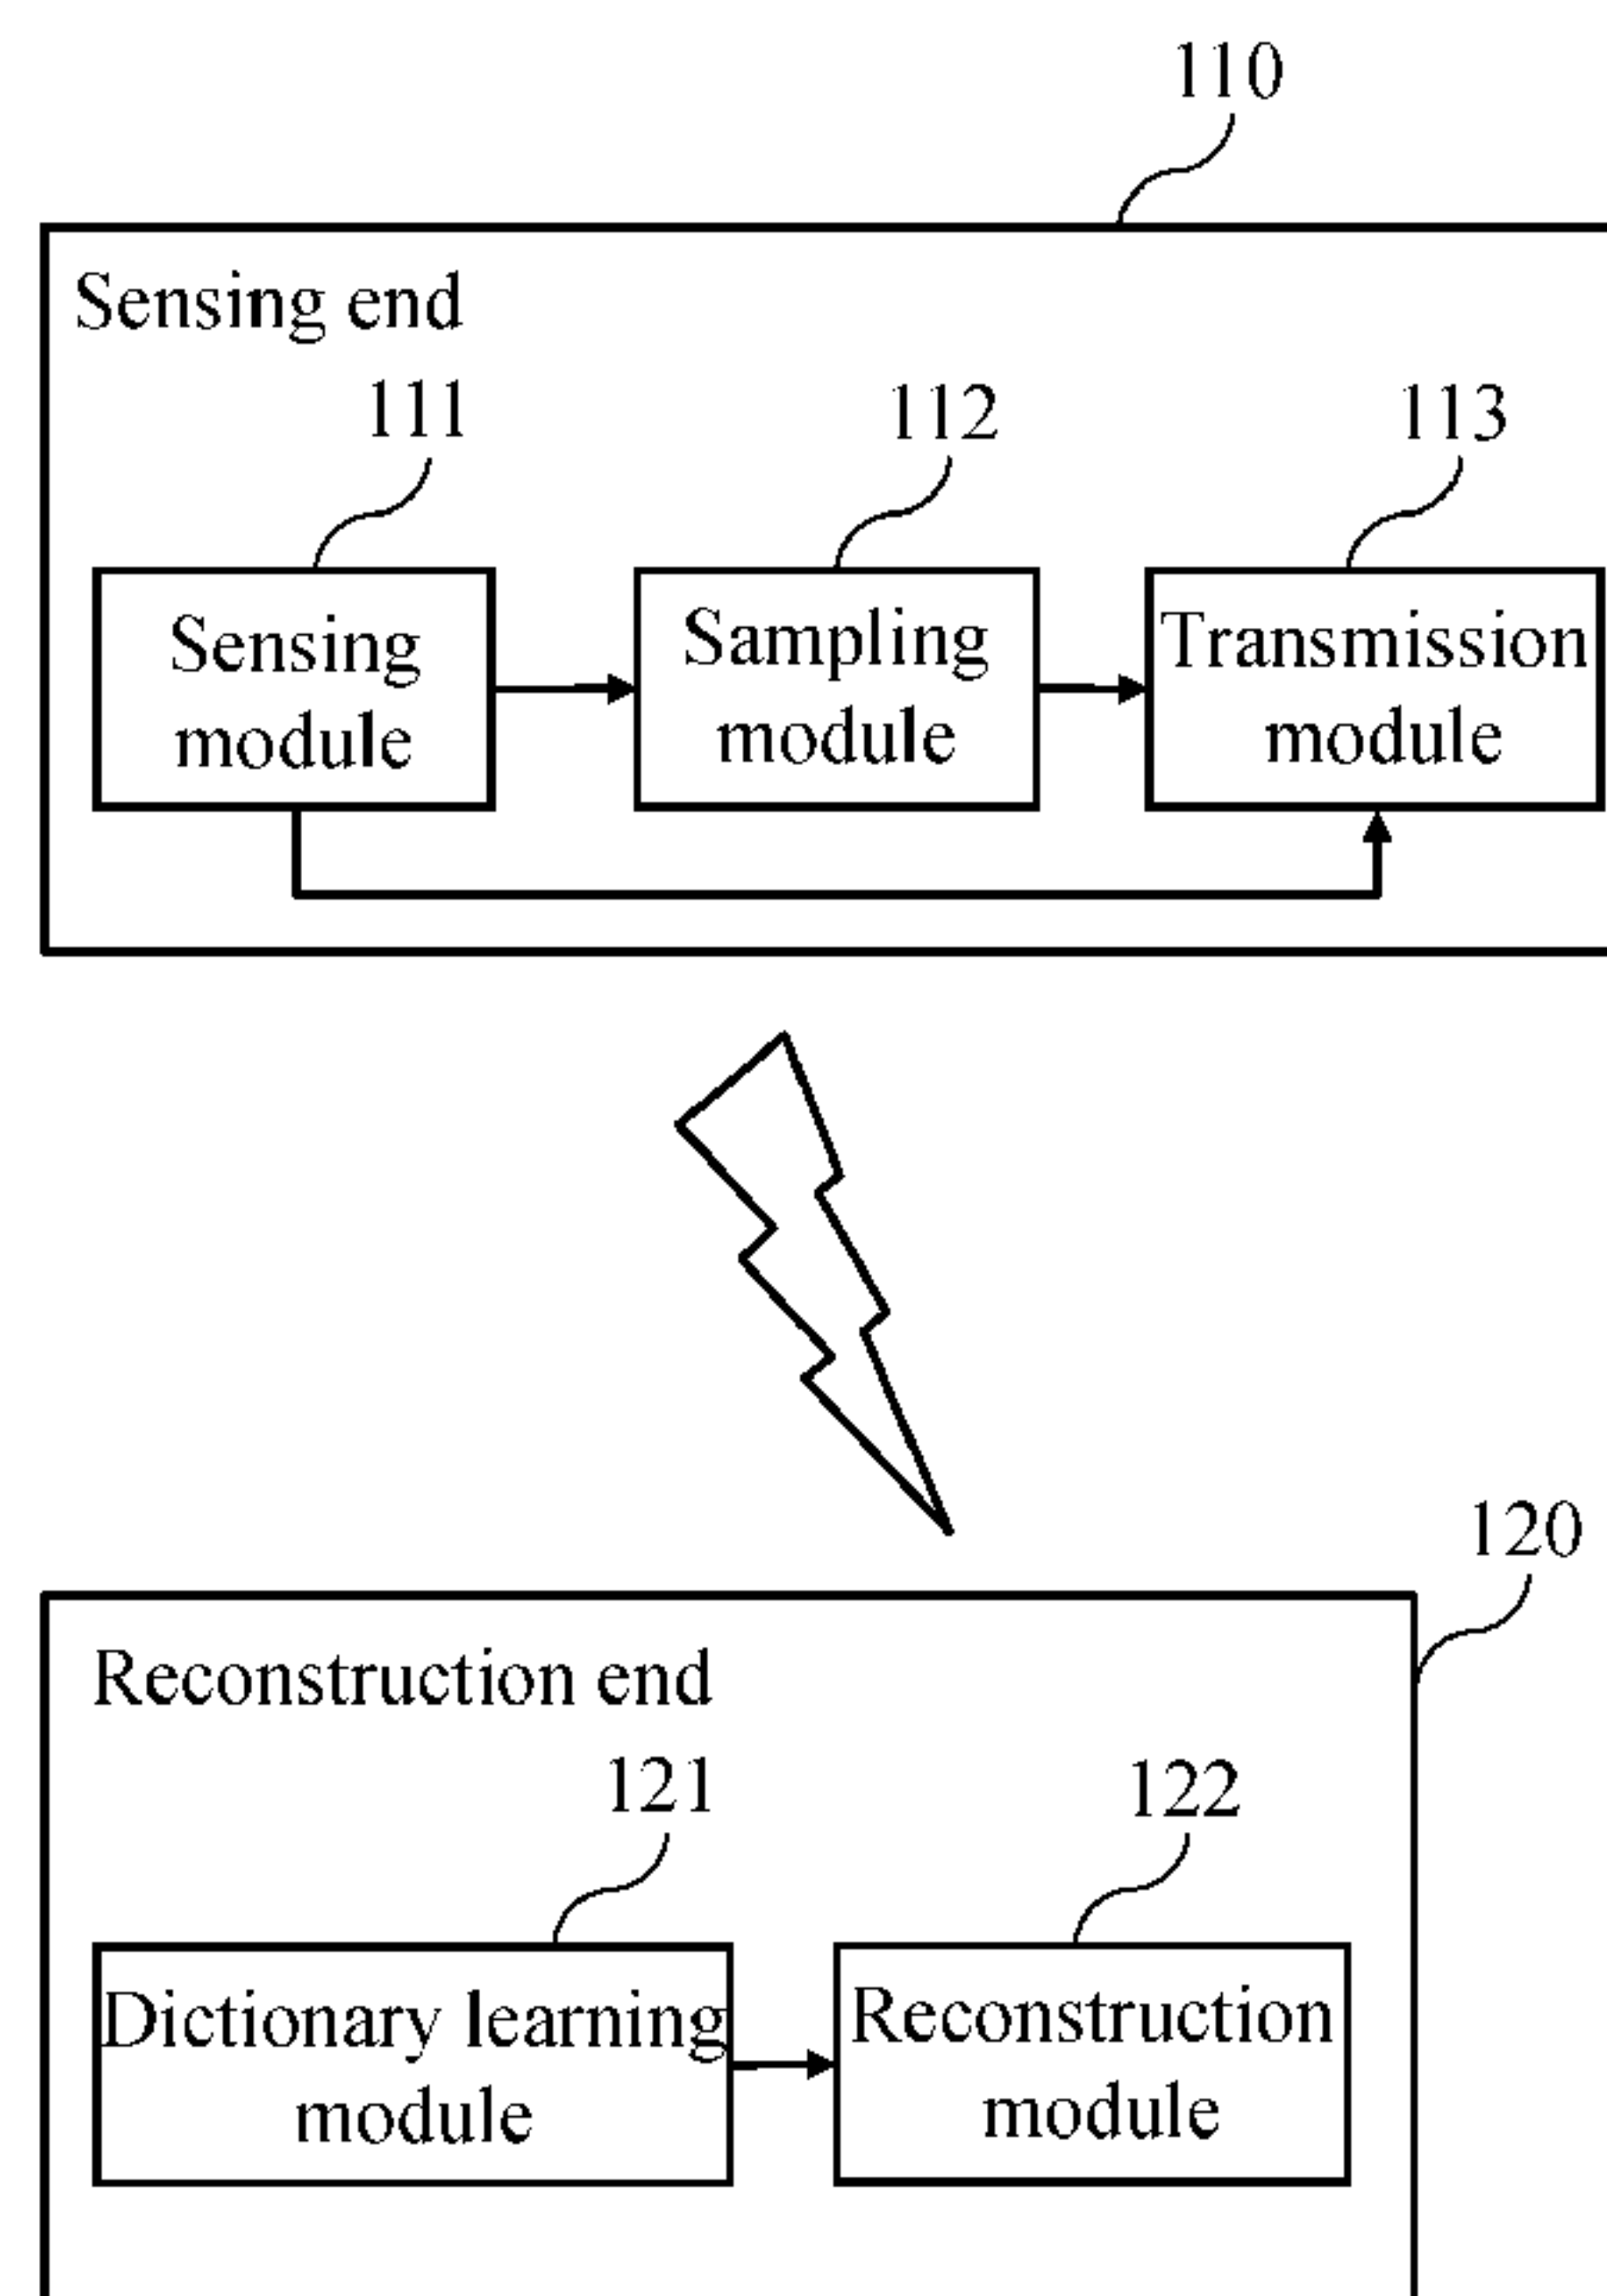 110
Sensing end
111
112
113
Sensing
module
Sampling
module
Transmission
module
120
Reconstruction end
121
122
Dictionary learning
module
Reconstruction
module